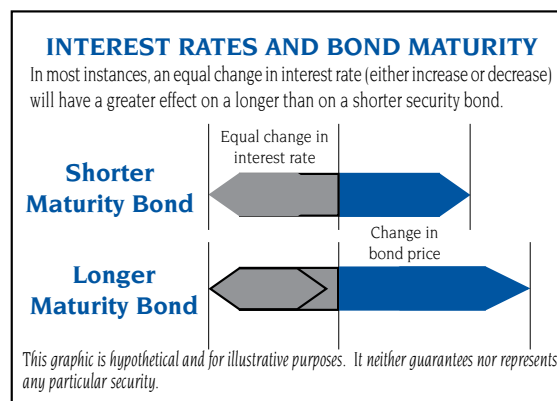 INTEREST RATES AND BOND MATURITY
In most instances, an equal change in interest rate (either increase or decrease)
will have a greater effect on a longer than on a shorter security bond.
Equal change in
interest rate
Shorter
Maturity Bond
Change in
bond price
Longer
Maturity Bond
This graphic is hypothetical and for illustrative purposes. It neither guarantees nor represents
any particular security.